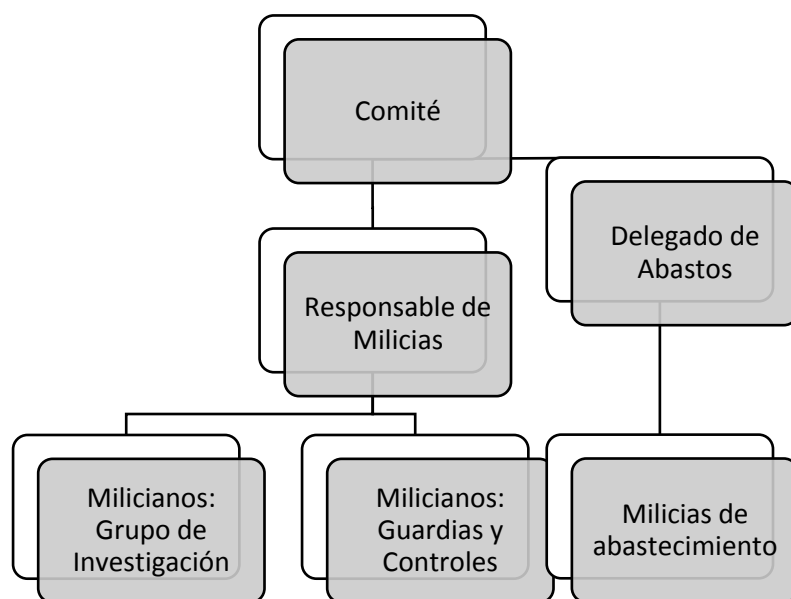 Comité
Delegado de
Abastos
Responsable de
Milicias
Milicianos:
Grupo de
Investigación
Milicianos:
Guardias y
Controles
Milicias de
abastecimiento